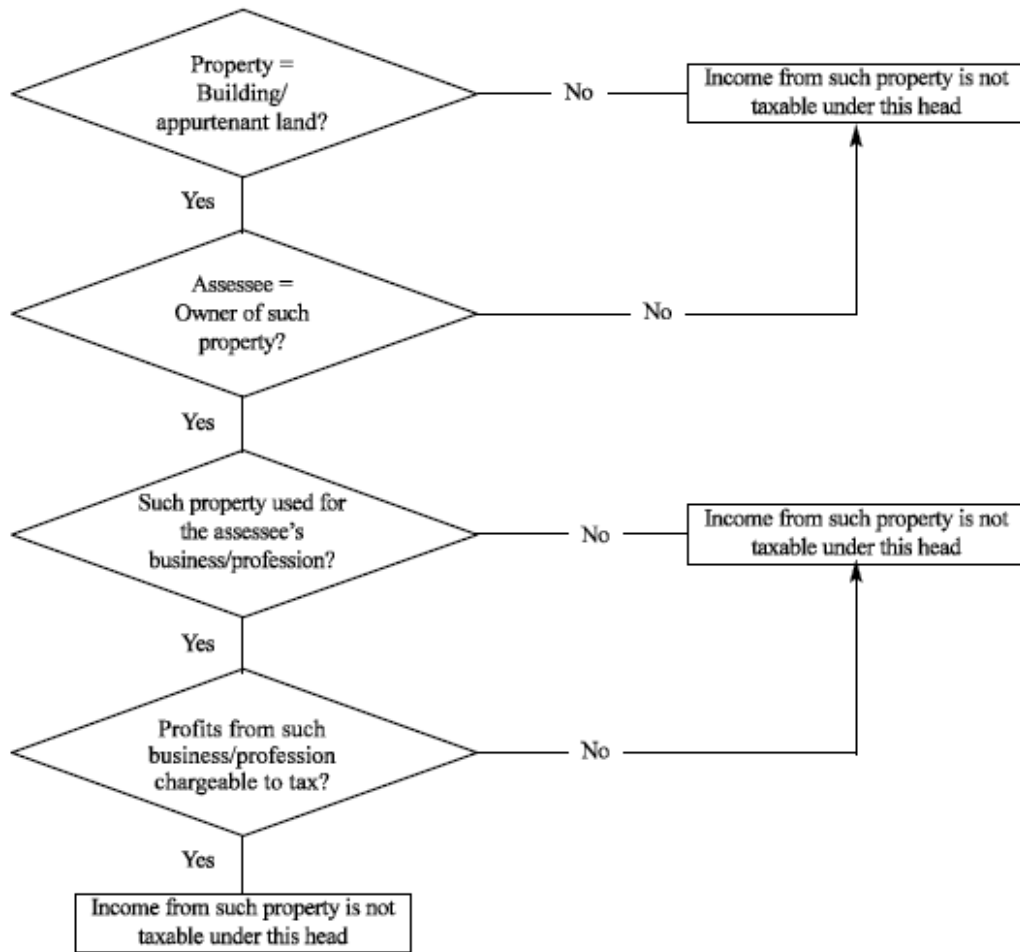 Property =
Building/
appurtenant land?
No
Income from such property is not
taxable under this head
Yes
Assessee =
Owner of such
property?
No
Yes
Such property used for
the assessee's
business/profession?
No
Income from such property is not
taxable under this head
Yes
Profits from such
business/profession
chargeable to tax?
No
Yes
Income from such property is not
taxable under this head